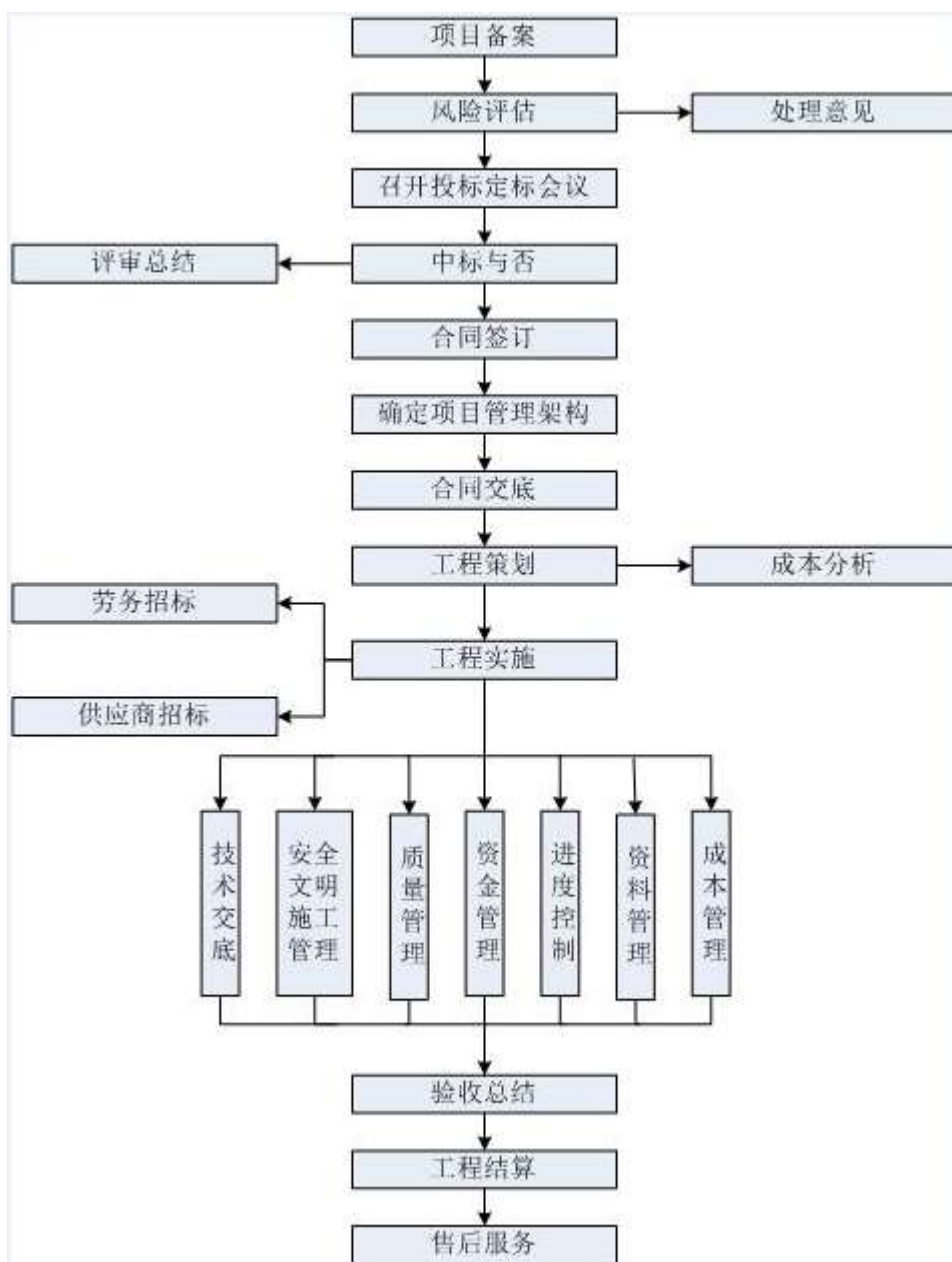 项目备案
风险评估
处理意见
召开投标定标会议
评审总结
中标与否
合同签订
确定项目管理架构
合同交底
工程策划
成本分析
劳务招标
工程实施
供应商招标
技术交底
安全文明施工管理
质量管理
资金管理
进度控制
资料管理
成本管理
验收总结
工程结算
售后服务